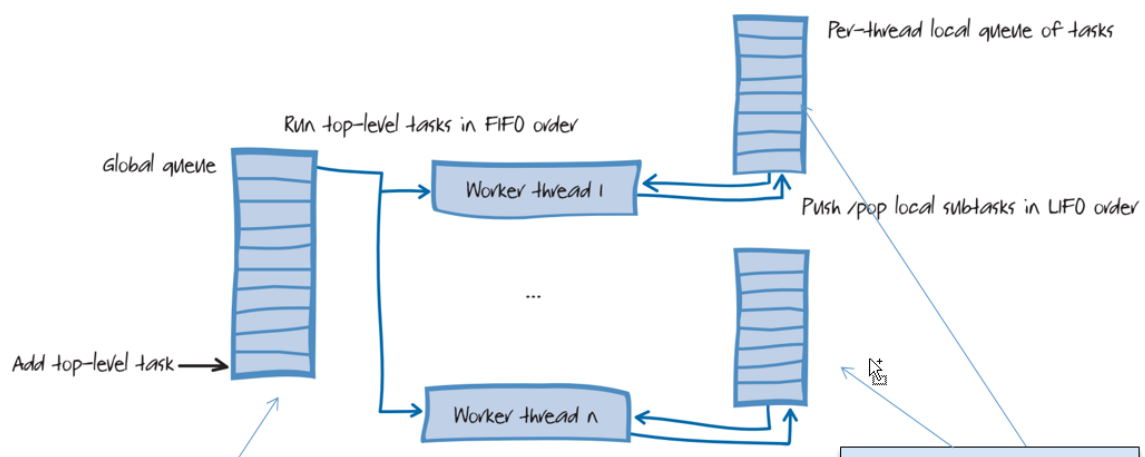 Per-thread local queue of tasks
Run top-level tasks in FIFO order
Global queue
Worker thread 1
Push /pop local subtasks in LIFO order
...
Add top-level task
Worker thread n